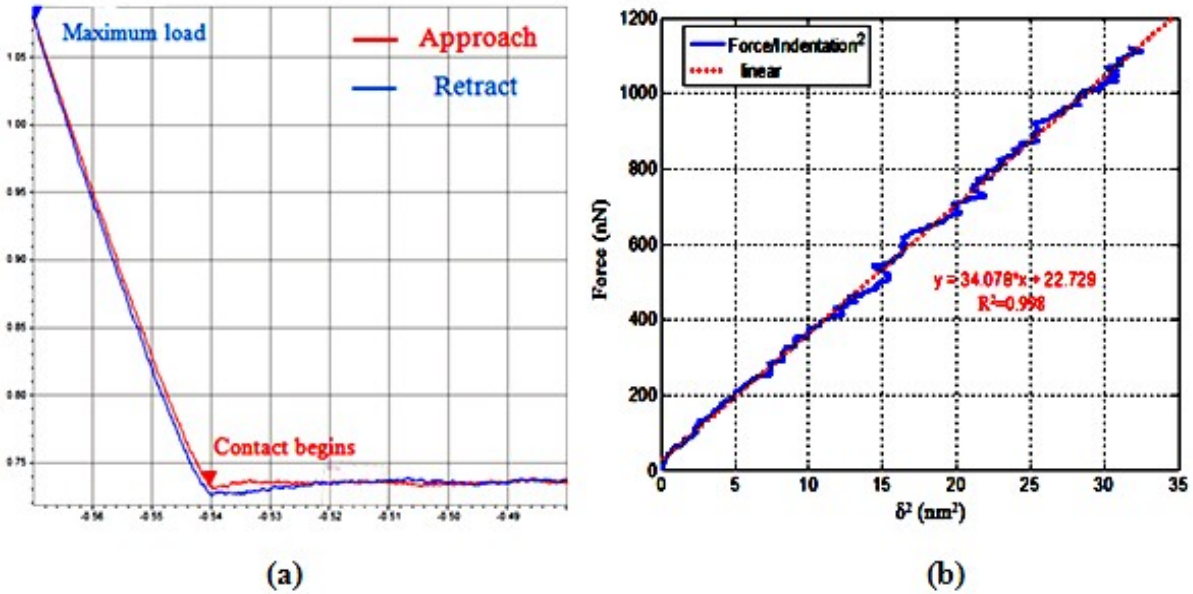 Maximum load
Approach
Retract
Contact begins
1.05
1.00
0.95
0.90
0.85
0.80
0.75
-0.56
-0.55
-0.54
-0.53
-0.52
-0.51
-0.50
-0.49
(a)
Force/Indentation²
linear
y = 34.078*x + 22.729
R²=0.998
Force (nN)
1200
1000
800
600
400
200
0
0 5 10 15 20 25 30 35
δ² (nm²)
(b)